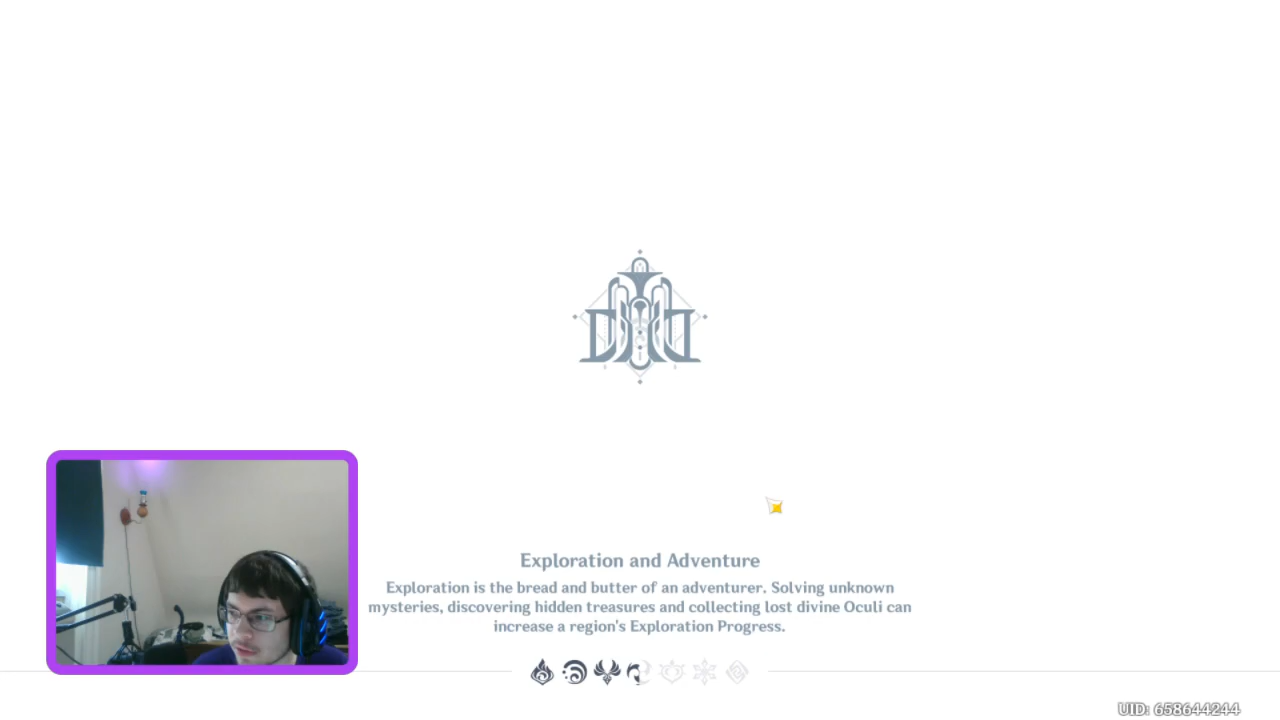 Exploration and Adventure
Exploration is the bread and butter of an adventurer. Solving unknown
mysteries, discovering hidden treasures and collecting lost divine Oculi can
increase a region's Exploration Progress.
UID: 658644244